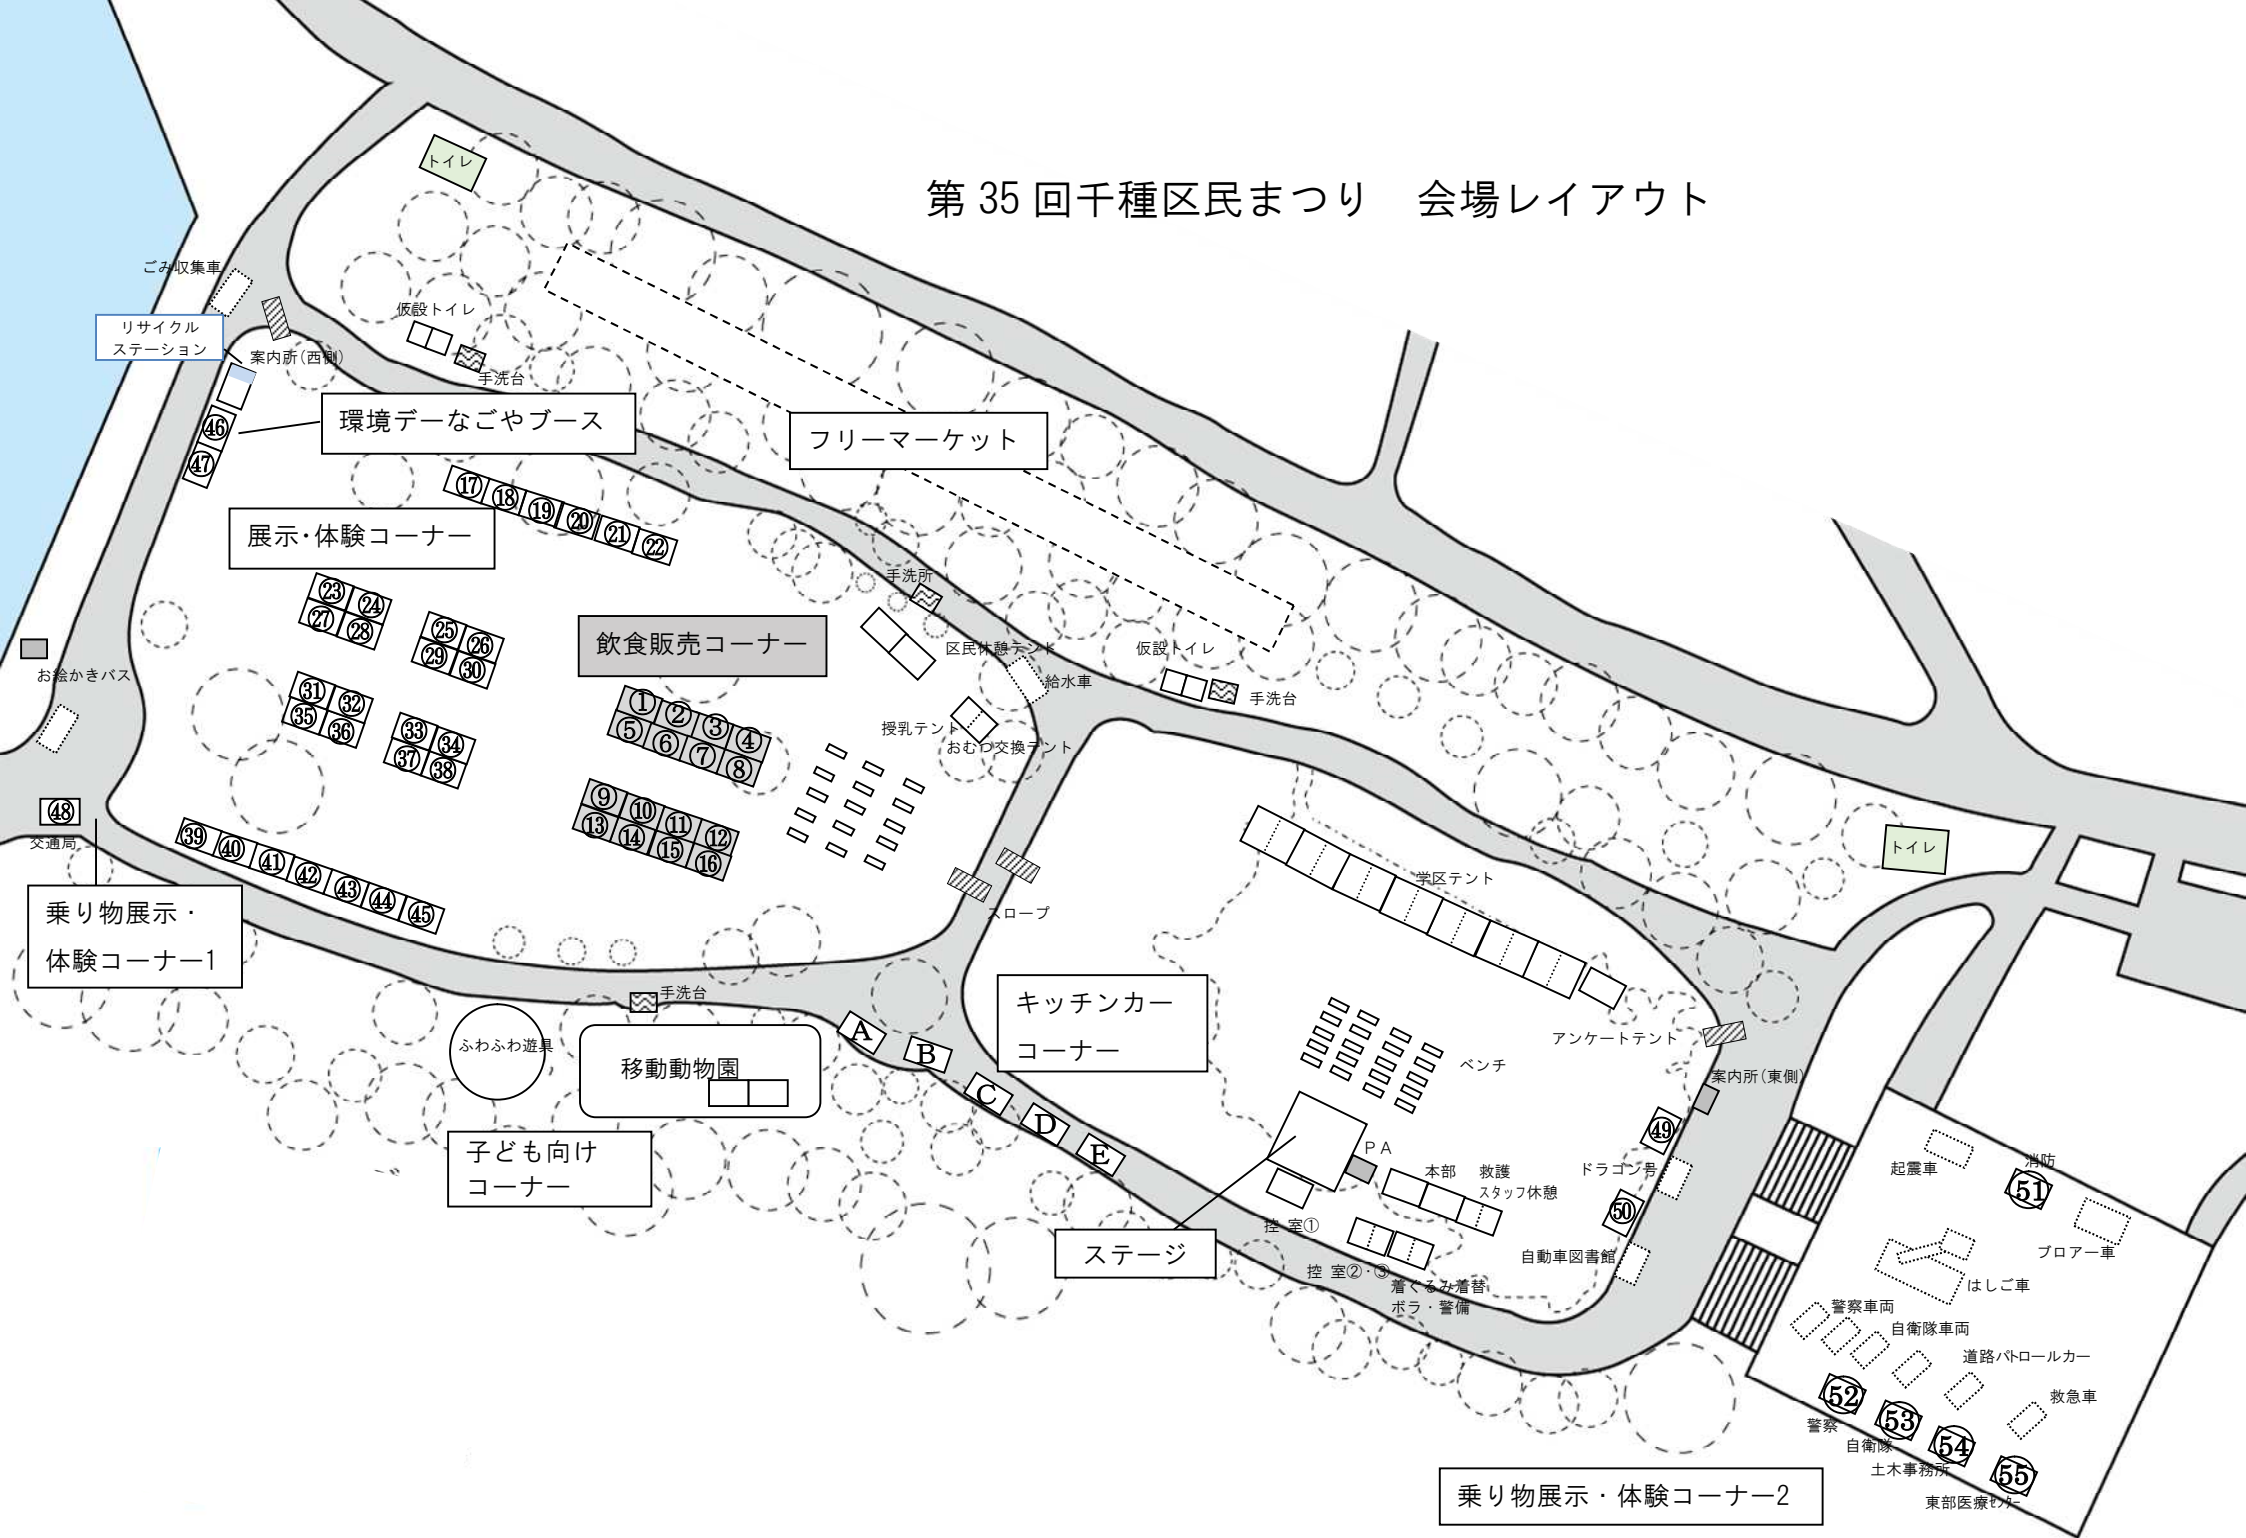 第 35 回千種区民まつり　会場レイアウト
トイレ
ごみ収集車
仮設トイレ
リサイクル
ステーション
案内所(西側)
手洗台
環境デーなごやブース
フリーマーケット
㊻
㊼
⑰ ⑱ ⑲ ⑳ ㉑ ㉒
展示・体験コーナー
手洗所
㉓ ㉔
㉗ ㉘
㉕ ㉖
㉙ ㉚
飲食販売コーナー
区民休憩テント
仮設トイレ
給水車
手洗台
お絵かきバス
㉛ ㉜
㉟ ㊱
㉝ ㉞
㊲ ㊳
① ② ③ ④
⑤ ⑥ ⑦ ⑧
授乳テント
おむつ交換テント
⑨ ⑩ ⑪ ⑫
⑬ ⑭ ⑮ ⑯
㊽
交通局
㊴ ㊵ ㊶ ㊷ ㊸ ㊹ ㊺
トイレ
学区テント
スロープ
乗り物展示・
体験コーナー1
手洗台
キッチンカー
コーナー
ふわふわ遊具
移動動物園
A
B
C
D
E
アンケートテント
ベンチ
案内所(東側)
子ども向け
コーナー
ＰＡ
本部
救護
スタッフ休憩
㊾
ドラゴン号
㊿
控 室①
ステージ
控 室②・③
着ぐるみ着替
ボラ・警備
自動車図書館
起震車
消防
51
ブロアー車
はしご車
警察車両
自衛隊車両
道路パトロールカー
救急車
52
警察
53
自衛隊
54
土木事務所
55
東部医療センター
乗り物展示・体験コーナー2